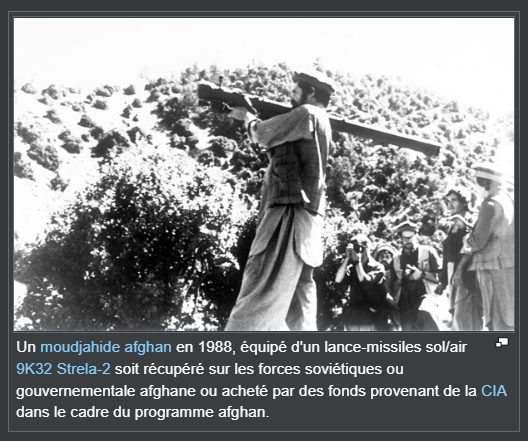 Un moudjahide afghan en 1988, équipé d'un lance-missiles sol/air
9K32 Strela-2 soit récupéré sur les forces soviétiques ou
gouvernementale afghane ou acheté par des fonds provenant de la CIA
dans le cadre du programme afghan.